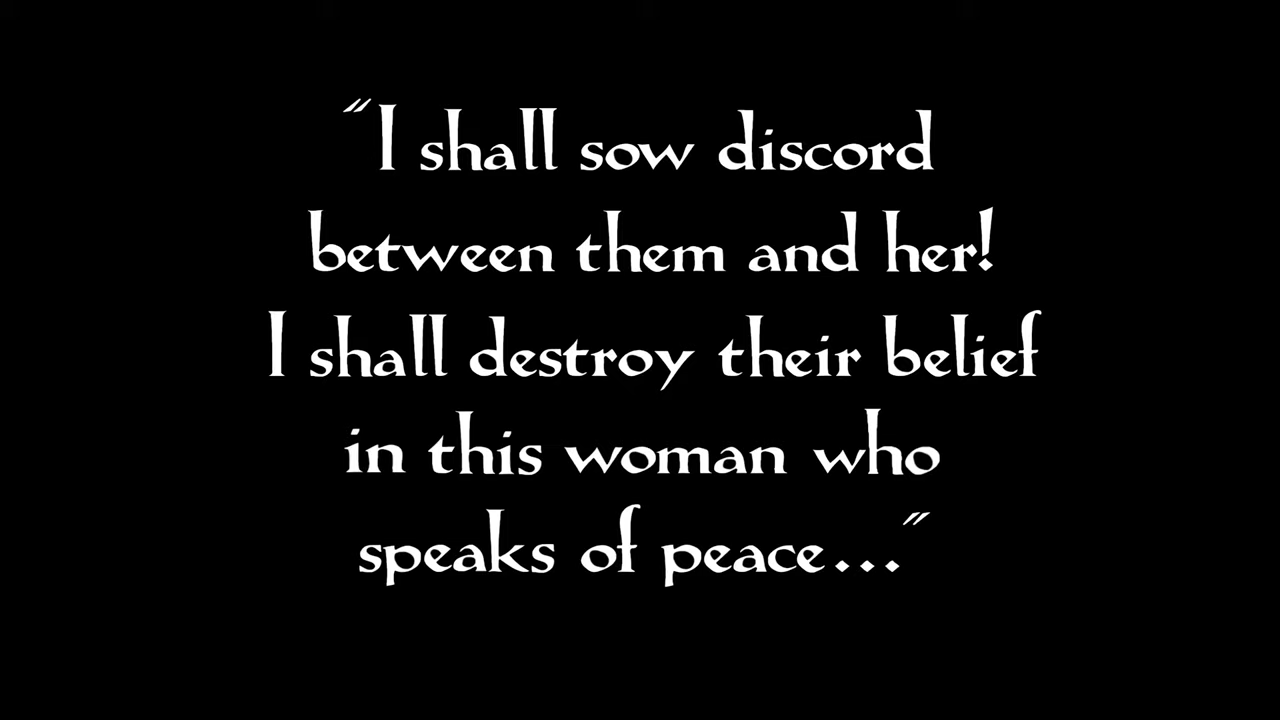 "I shall sow discord
between them and her!
I shall destroy their belief
in this woman who
speaks of peace..."